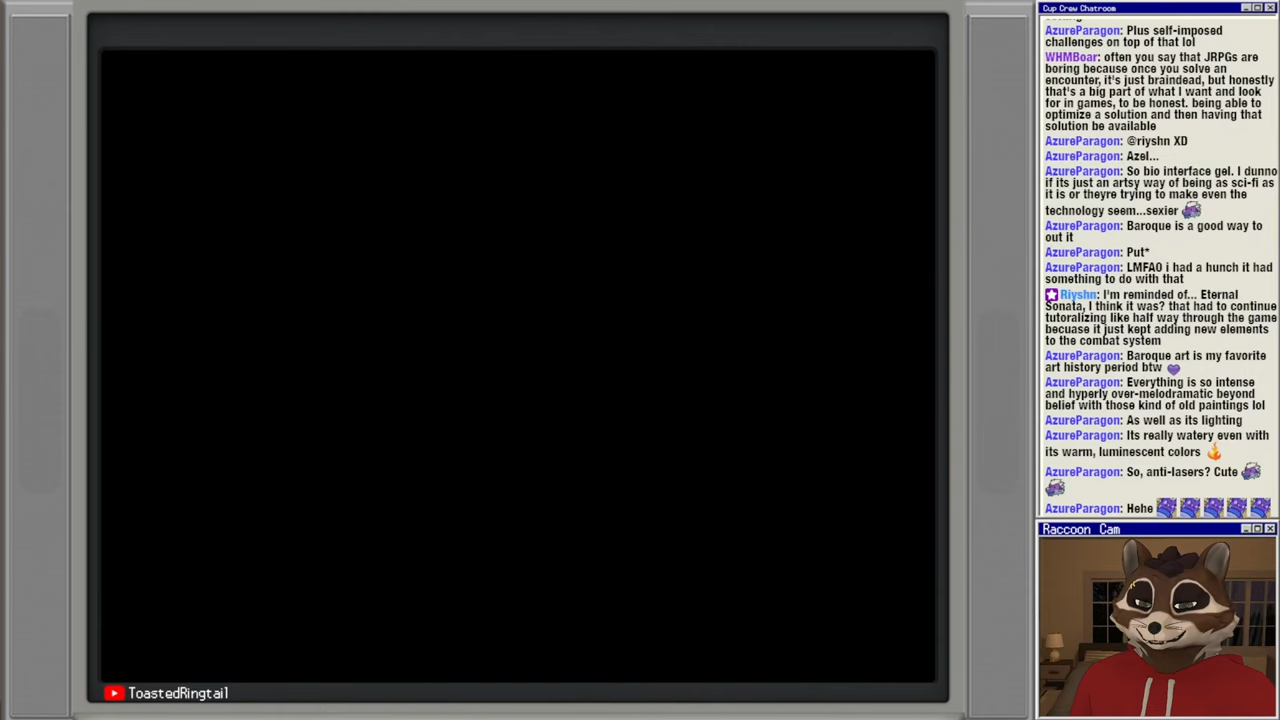 Cup Crew Chatroom
AzureParagon: Plus self-imposed
challenges on top of that lol
WHMBoar: often you say that JRPGs are
boring because once you solve an
encounter, it's just braindead, but honestly
that's a big part of what I want and look
for in games, to be honest. being able to
optimize a solution and then having that
solution be available
AzureParagon: @riyshn XD
AzureParagon: Azel...
AzureParagon: So bio interface gel. I dunno
if its just an artsy way of being as sci-fi as
it is or theyre trying to make even the
technology seem...sexier
AzureParagon: Baroque is a good way to
out it
AzureParagon: Put*
AzureParagon: LMFAO i had a hunch it had
something to do with that
Riyshn: I'm reminded of... Eternal
Sonata, I think it was? that had to continue
tutoralizing like half way through the game
becuase it just kept adding new elements
to the combat system
AzureParagon: Baroque art is my favorite
art history period btw
AzureParagon: Everything is so intense
and hyperly over-melodramatic beyond
belief with those kind of old paintings lol
AzureParagon: As well as its lighting
AzureParagon: Its really watery even with
its warm, luminescent colors
AzureParagon: So, anti-lasers? Cute
AzureParagon: Hehe
Raccoon Cam
ToastedRingtail